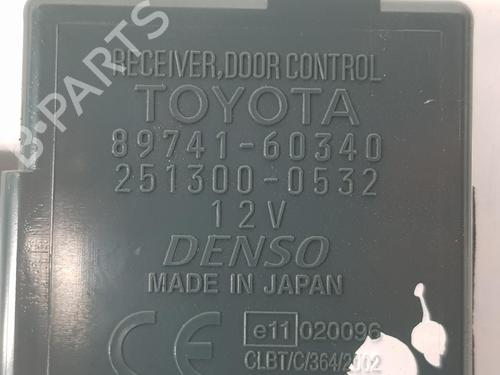 RECEIVER, DOOR CONTROL
TOYOTA
89741-60340
251300-0532
12V
DENSO
MADE IN JAPAN
CE e11 020096
CLBT/C/364/2002
B-PARTS